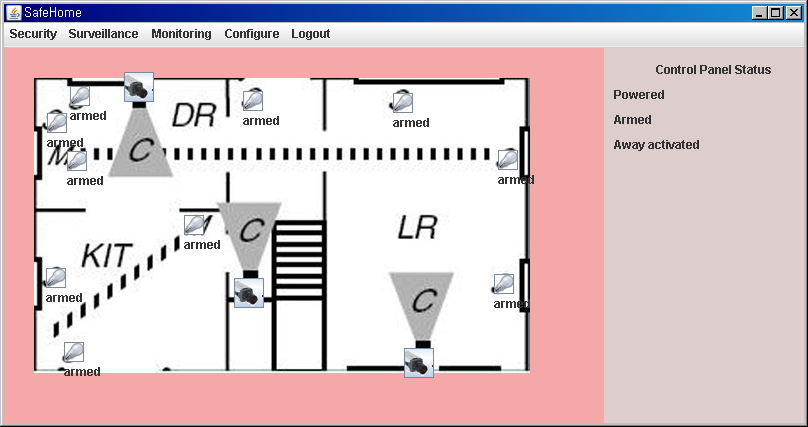 SafeHome
Security Surveillance Monitoring Configure Logout
Control Panel Status
Powered
Armed
Away activated
armed
armed
armed
armed
DR
armed
M
C
armed
armed
armed
C
LR
KIT
armed
armed
C
armed